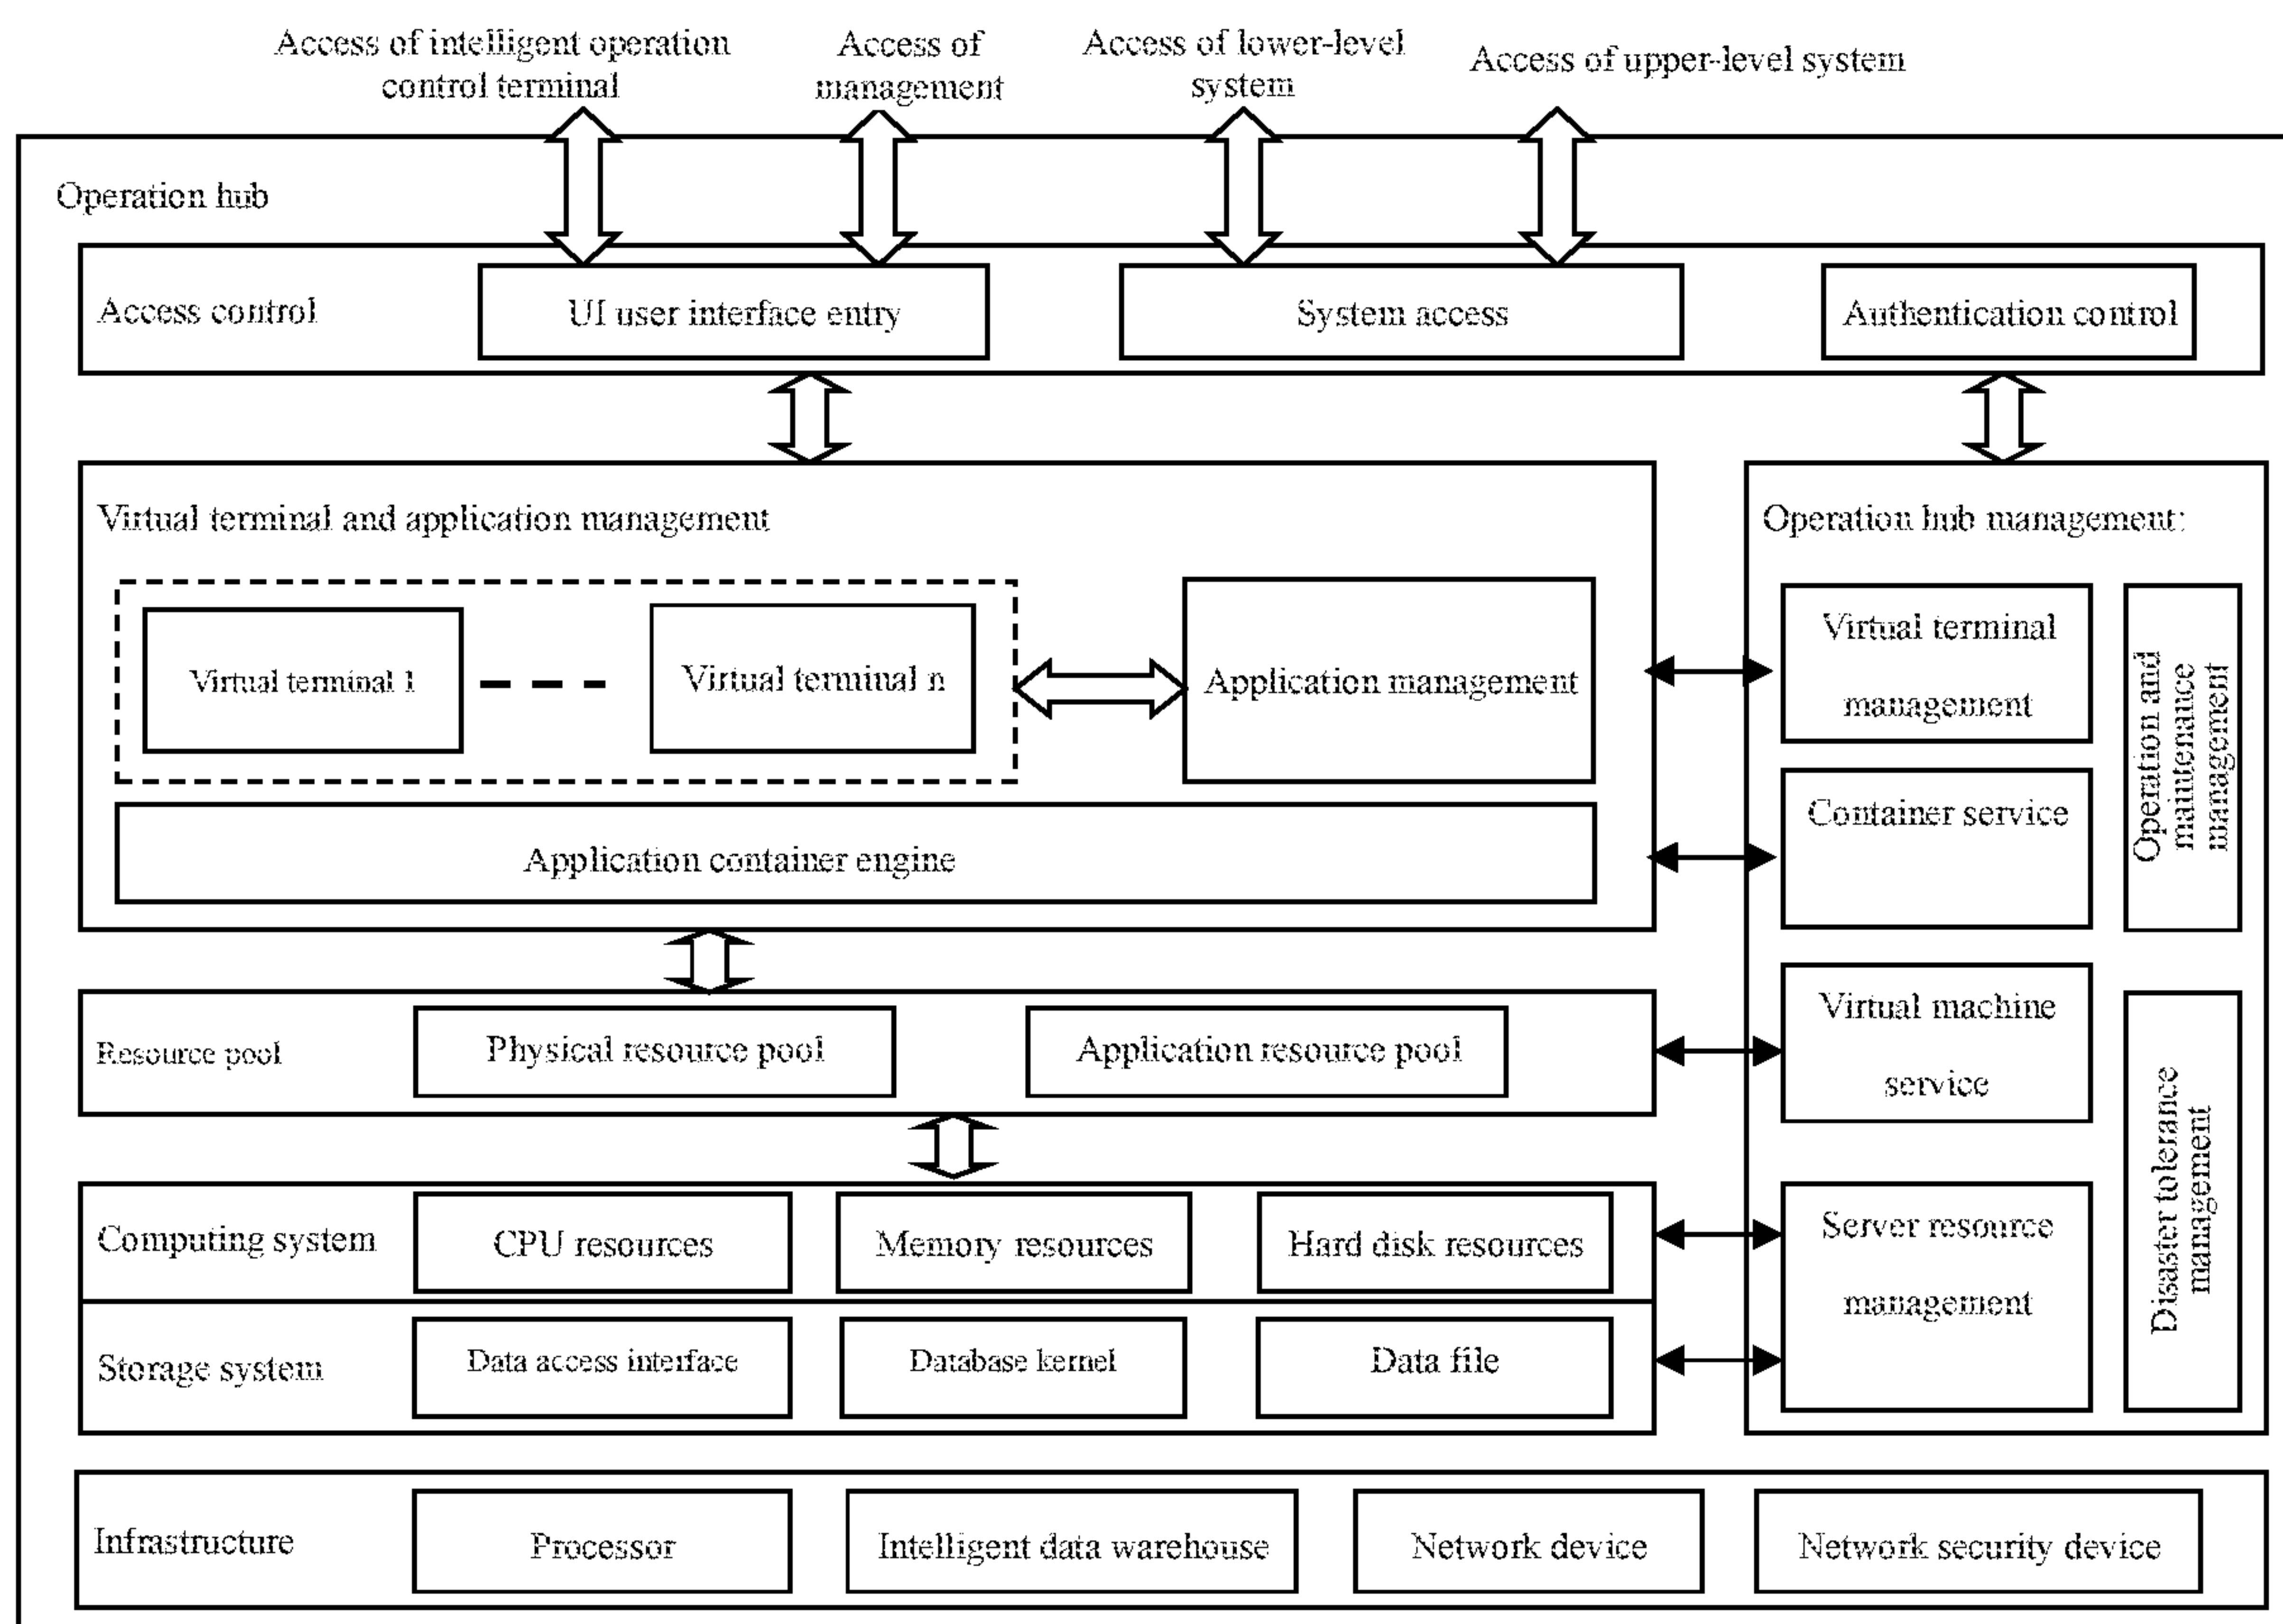 Access of intelligent operation
control terminal
Access of
management
Access of lower-level
system
Access of upper-level system
Operation hub
Access control
UI user interface entry
System access
Authentication control
Virtual terminal and application management
Virtual terminal 1
Virtual terminal n
Application management
Application container engine
Operation hub management:
Virtual terminal
management
Container service
Virtual machine
service
Server resource
management
Operation and
maintenance
management
Disaster tolerance
management
Resource pool
Physical resource pool
Application resource pool
Computing system
CPU resources
Memory resources
Hard disk resources
Storage system
Data access interface
Database kernel
Data file
Infrastructure
Processor
Intelligent data warehouse
Network device
Network security device